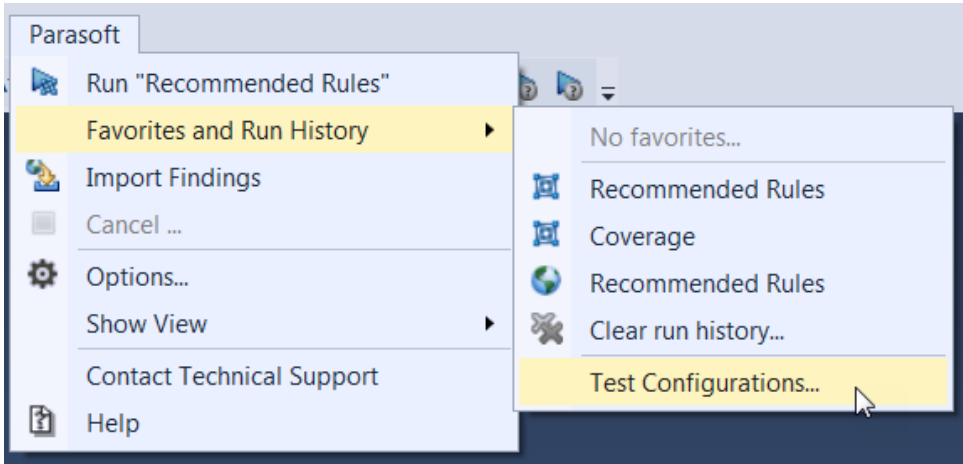 Parasoft
Run "Recommended Rules"
Favorites and Run History
Import Findings
Cancel ...
Options...
Show View
Contact Technical Support
Help
No favorites...
Recommended Rules
Coverage
Recommended Rules
Clear run history...
Test Configurations...